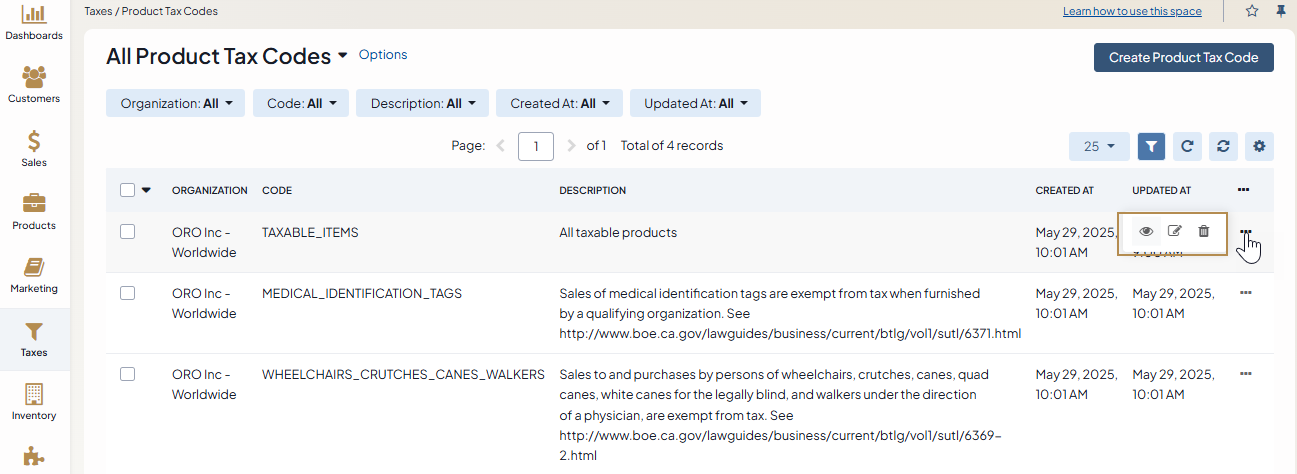 Taxes / Product Tax Codes
Learn how to use this space
Dashboards
Customers
Sales
Products
Marketing
Taxes
Inventory
All Product Tax Codes
Options
Create Product Tax Code
Organization: All
Code: All
Description: All
Created At: All
Updated At: All
Page:
1
of 1
Total of 4 records
25
ORGANIZATION
CODE
DESCRIPTION
CREATED AT
UPDATED AT
ORO Inc -
Worldwide
TAXABLE_ITEMS
All taxable products
May 29, 2025,
10:01 AM
ORO Inc -
Worldwide
MEDICAL_IDENTIFICATION_TAGS
Sales of medical identification tags are exempt from tax when furnished
by a qualifying organization. See
http://www.boe.ca.gov/lawguides/business/current/btlg/vol1/sutl/6371.html
May 29, 2025,
10:01 AM
May 29, 2025,
10:01 AM
ORO Inc -
Worldwide
WHEELCHAIRS_CRUTCHES_CANES_WALKERS
Sales to and purchases by persons of wheelchairs, crutches, canes, quad
canes, white canes for the legally blind, and walkers under the direction
of a physician, are exempt from tax. See
http://www.boe.ca.gov/lawguides/business/current/btlg/vol1/sutl/6369-
2.html
May 29, 2025,
10:01 AM
May 29, 2025,
10:01 AM